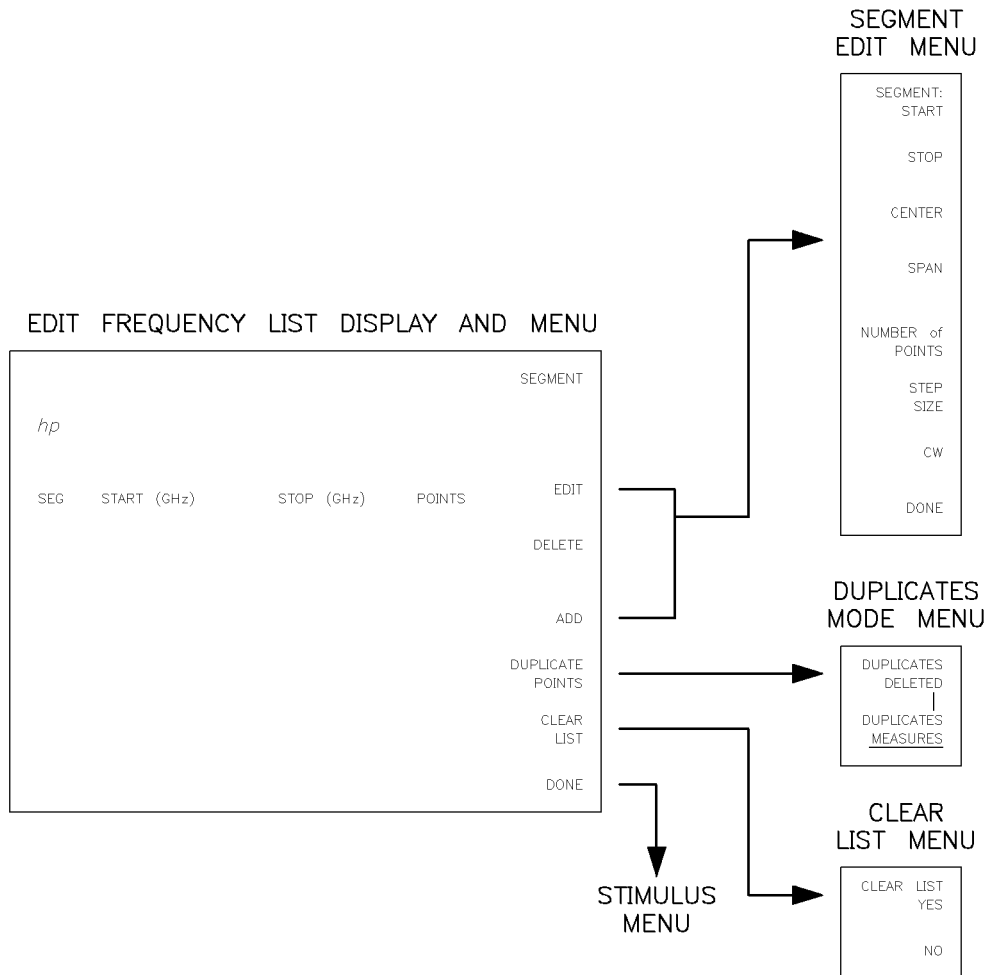 SEGMENT
EDIT MENU
SEGMENT:
START
STOP
CENTER
SPAN
NUMBER of
POINTS
STEP
SIZE
CW
DONE
EDIT FREQUENCY LIST DISPLAY AND MENU
SEGMENT
hp
SEG START (GHz) STOP (GHz) POINTS
EDIT
DELETE
ADD
DUPLICATE
POINTS
CLEAR
LIST
DONE
DUPLICATES
MODE MENU
DUPLICATES
DELETED
DUPLICATES
MEASURES
CLEAR
LIST MENU
CLEAR LIST
YES
NO
STIMULUS
MENU